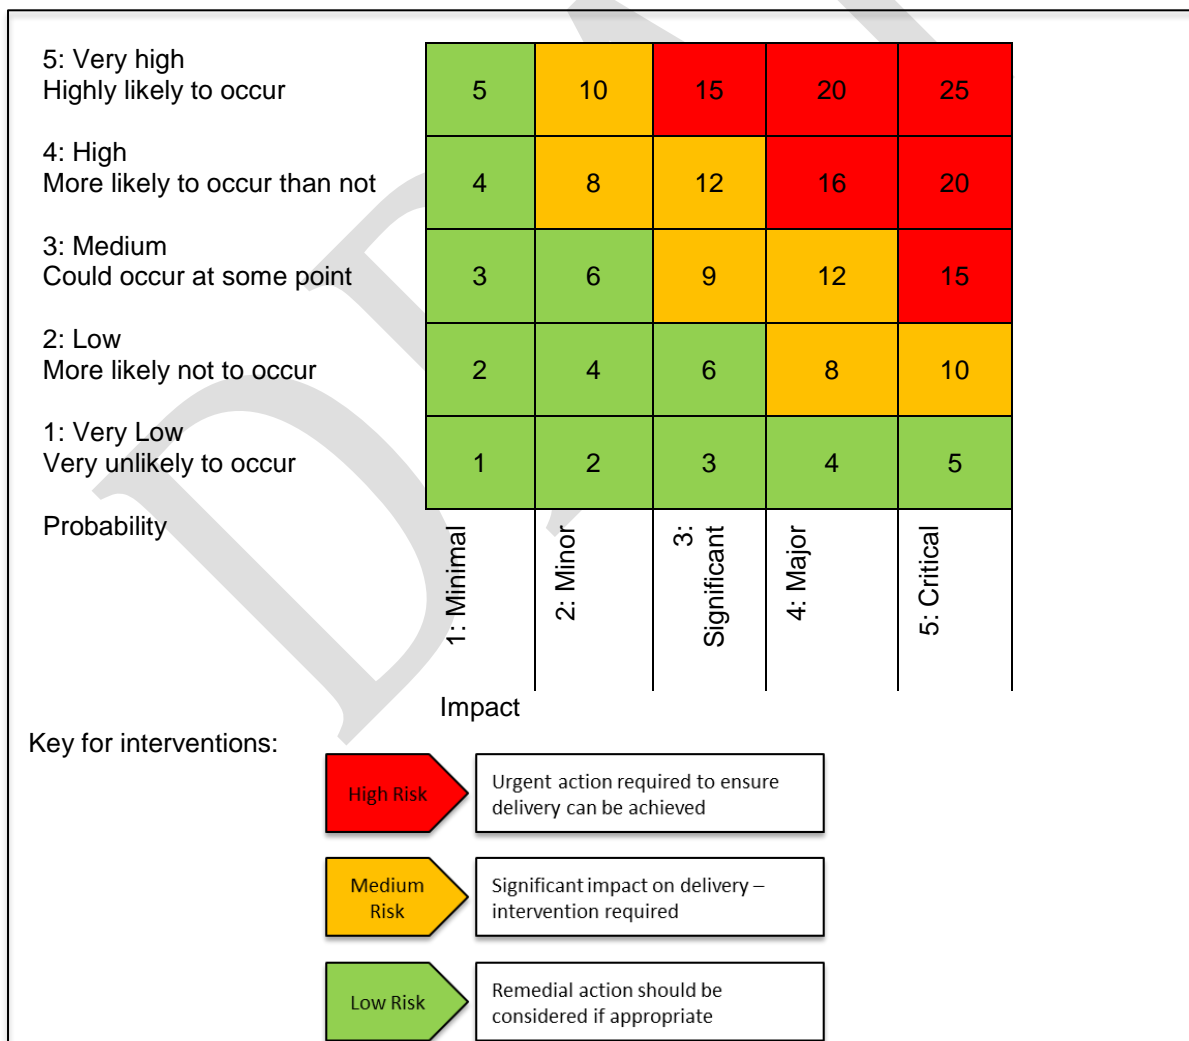 5: Very high
Highly likely to occur
5 10 15 20 25
4: High
More likely to occur than not
4 8 12 16 20
3: Medium
Could occur at some point
3 6 9 12 15
2: Low
More likely not to occur
2 4 6 8 10
1: Very Low
Very unlikely to occur
1 2 3 4 5
Probability
1: Minimal
2: Minor
3:
Significant
4: Major
5: Critical
Impact
Key for interventions:
High Risk
Urgent action required to ensure
delivery can be achieved
Medium
Risk
Significant impact on delivery –
intervention required
Low Risk
Remedial action should be
considered if appropriate